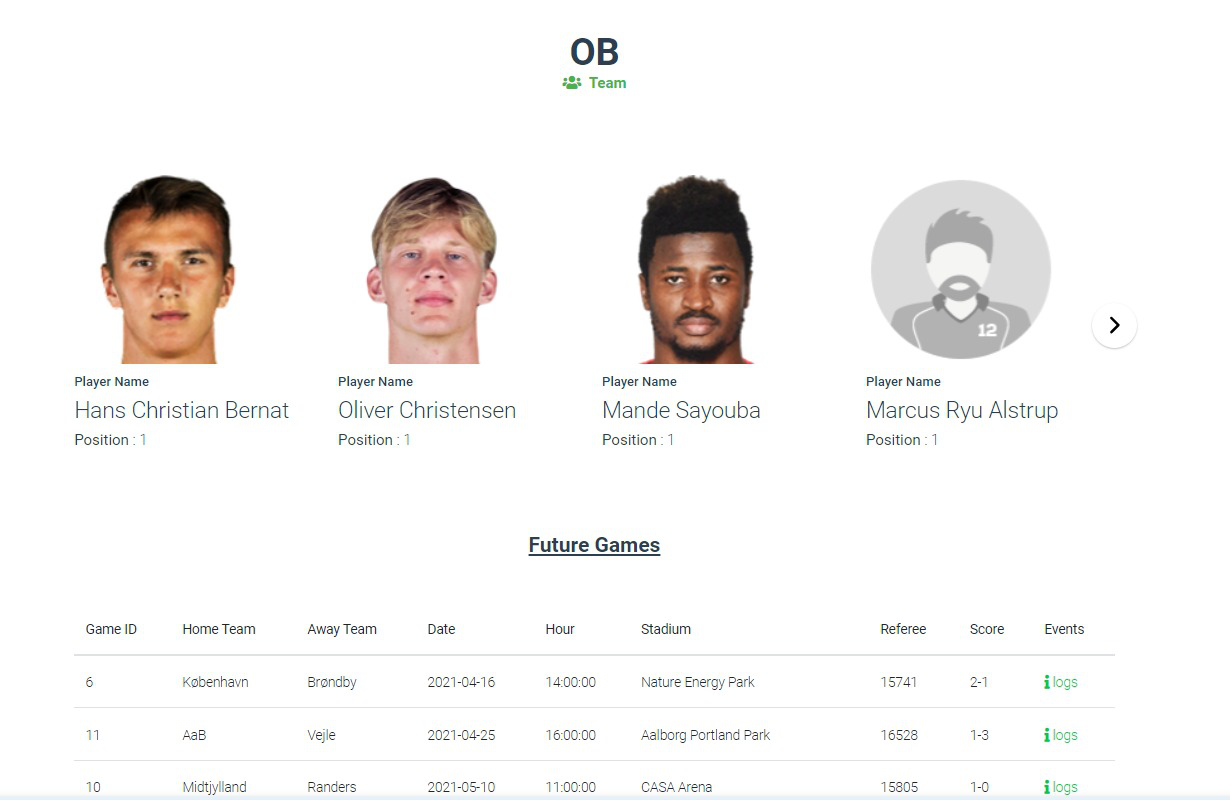 OB
Team
12
Player Name Player Name Player Name Player Name
Hans Christian Bernat Oliver Christensen Mande Sayouba Marcus Ryu Alstrup
Position : 1 Position : 1 Position : 1 Position : 1
Future Games
Game ID Home Team Away Team Date Hour Stadium Referee Score Events
6 København Brøndby 2021-04-16 14:00:00 Nature Energy Park 15741 2-1 logs
11 AaB Vejle 2021-04-25 16:00:00 Aalborg Portland Park 16528 1-3 logs
10 Midtjylland Randers 2021-05-10 11:00:00 CASA Arena 15805 1-0 logs